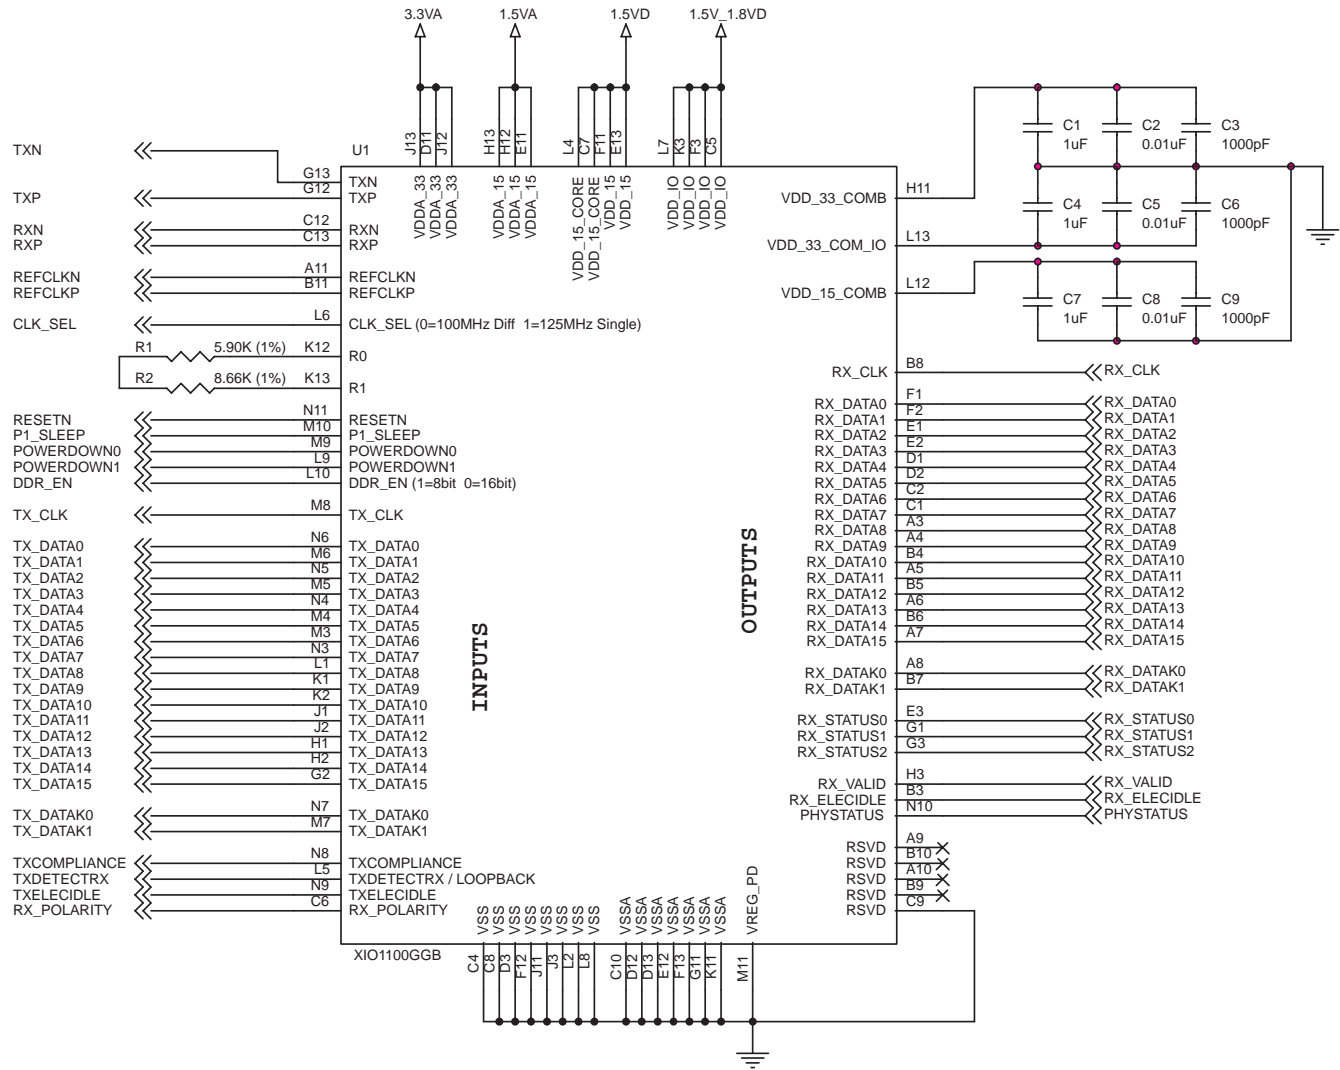 3.3VA 1.5VA 1.5VD 1.5V_1.8VD
J13 D11 J12 H13 H12 E11 L4 C7 F11 E13 L7 K3 F3 C5
VDDA_33 VDDA_33 VDDA_33 VDDA_15 VDDA_15 VDDA_15 VDD_15_CORE VDD_15_CORE VDD_15 VDD_15 VDD_IO VDD_IO VDD_IO VDD_IO
U1
TXN G13 TXN
TXP G12 TXP
RXN C12 RXN
RXP C13 RXP
REFCLKN A11 REFCLKN
REFCLKP B11 REFCLKP
CLK_SEL L6 CLK_SEL (0=100MHz Diff 1=125MHz Single)
R1 5.90K (1%) K12 R0
R2 8.66K (1%) K13 R1
RESETN N11 RESETN
P1_SLEEP M10 P1_SLEEP
POWERDOWN0 M9 POWERDOWN0
POWERDOWN1 L9 POWERDOWN1
DDR_EN L10 DDR_EN (1=8bit 0=16bit)
TX_CLK M8 TX_CLK
TX_DATA0 N6 TX_DATA0
TX_DATA1 M6 TX_DATA1
TX_DATA2 N5 TX_DATA2
TX_DATA3 M5 TX_DATA3
TX_DATA4 N4 TX_DATA4
TX_DATA5 M4 TX_DATA5
TX_DATA6 M3 TX_DATA6
TX_DATA7 N3 TX_DATA7
TX_DATA8 L1 TX_DATA8
TX_DATA9 K1 TX_DATA9
TX_DATA10 K2 TX_DATA10
TX_DATA11 J1 TX_DATA11
TX_DATA12 J2 TX_DATA12
TX_DATA13 H1 TX_DATA13
TX_DATA14 H2 TX_DATA14
TX_DATA15 G2 TX_DATA15
TX_DATAK0 N7 TX_DATAK0
TX_DATAK1 M7 TX_DATAK1
TXCOMPLIANCE N8 TXCOMPLIANCE
TXDETECTRX L5 TXDETECTRX / LOOPBACK
TXELECIDLE N9 TXELECIDLE
RX_POLARITY C6 RX_POLARITY
XIO1100GGB
INPUTS
OUTPUTS
VDD_33_COMB H11
VDD_33_COM_IO L13
VDD_15_COMB L12
C1 1uF C2 0.01uF C3 1000pF
C4 1uF C5 0.01uF C6 1000pF
C7 1uF C8 0.01uF C9 1000pF
RX_CLK B8 RX_CLK
RX_DATA0 F1 RX_DATA0
RX_DATA1 F2 RX_DATA1
RX_DATA2 E1 RX_DATA2
RX_DATA3 E2 RX_DATA3
RX_DATA4 D1 RX_DATA4
RX_DATA5 D2 RX_DATA5
RX_DATA6 C2 RX_DATA6
RX_DATA7 C1 RX_DATA7
RX_DATA8 A3 RX_DATA8
RX_DATA9 A4 RX_DATA9
RX_DATA10 B4 RX_DATA10
RX_DATA11 A5 RX_DATA11
RX_DATA12 B5 RX_DATA12
RX_DATA13 A6 RX_DATA13
RX_DATA14 B6 RX_DATA14
RX_DATA15 A7 RX_DATA15
RX_DATAK0 A8 RX_DATAK0
RX_DATAK1 B7 RX_DATAK1
RX_STATUS0 E3 RX_STATUS0
RX_STATUS1 G1 RX_STATUS1
RX_STATUS2 G3 RX_STATUS2
RX_VALID H3 RX_VALID
RX_ELECIDLE B3 RX_ELECIDLE
PHYSTATUS N10 PHYSTATUS
RSVD A9
RSVD B10
RSVD A10
RSVD B9
RSVD C9
VSS VSS VSS VSS VSS VSS VSS VSS VSSA VSSA VSSA VSSA VSSA VSSA VSSA VREG_PD
C4 C8 D3 F12 J11 J3 L2 L8 C10 D12 D13 E12 F13 G11 K11 M11